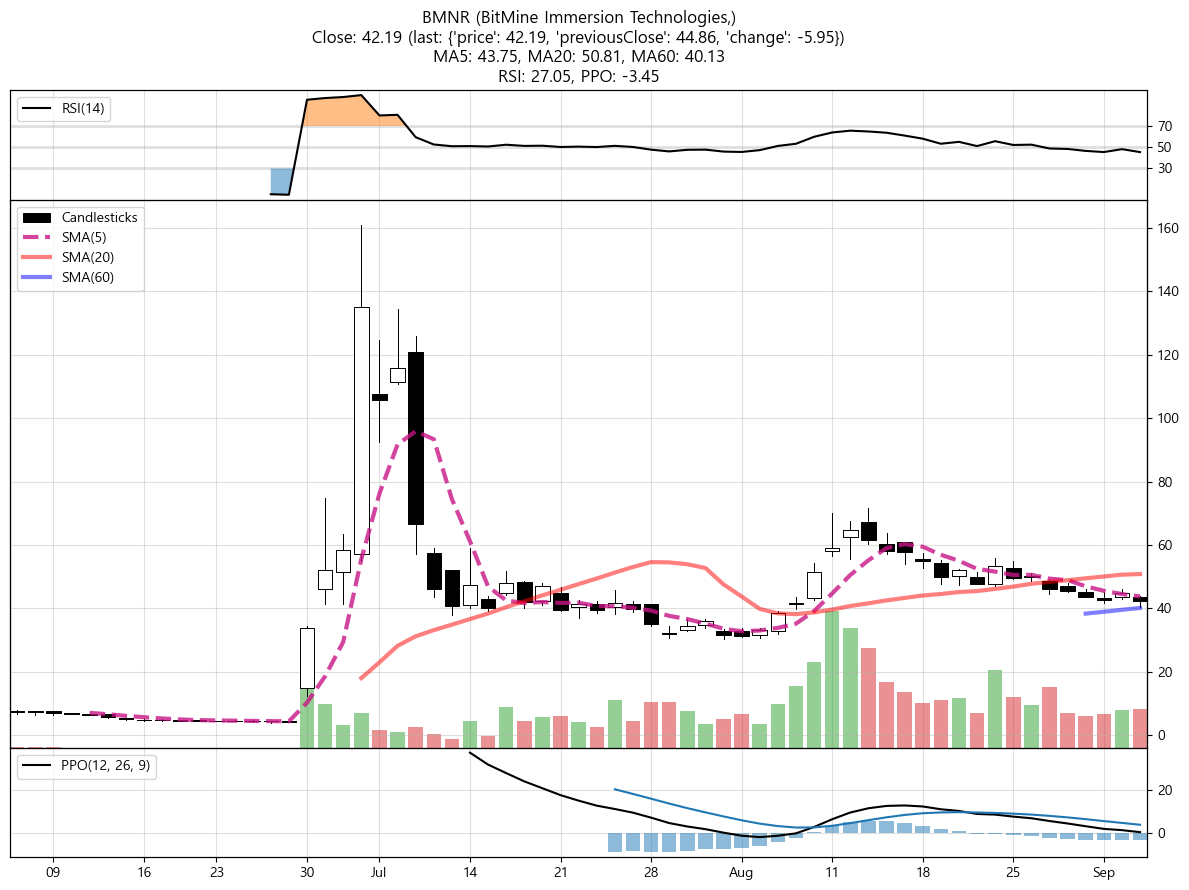 BMNR (BitMine Immersion Technologies,)
Close: 42.19 (last: {'price': 42.19, 'previousClose': 44.86, 'change': -5.95})
MA5: 43.75, MA20: 50.81, MA60: 40.13
RSI: 27.05, PPO: -3.45
RSI(14)
70
50
30
Candlesticks
SMA(5)
SMA(20)
SMA(60)
160
140
120
100
80
60
40
20
0
PPO(12, 26, 9)
20
0
09 16 23 Jul 14 21 28 Aug 11 18 25 Sep